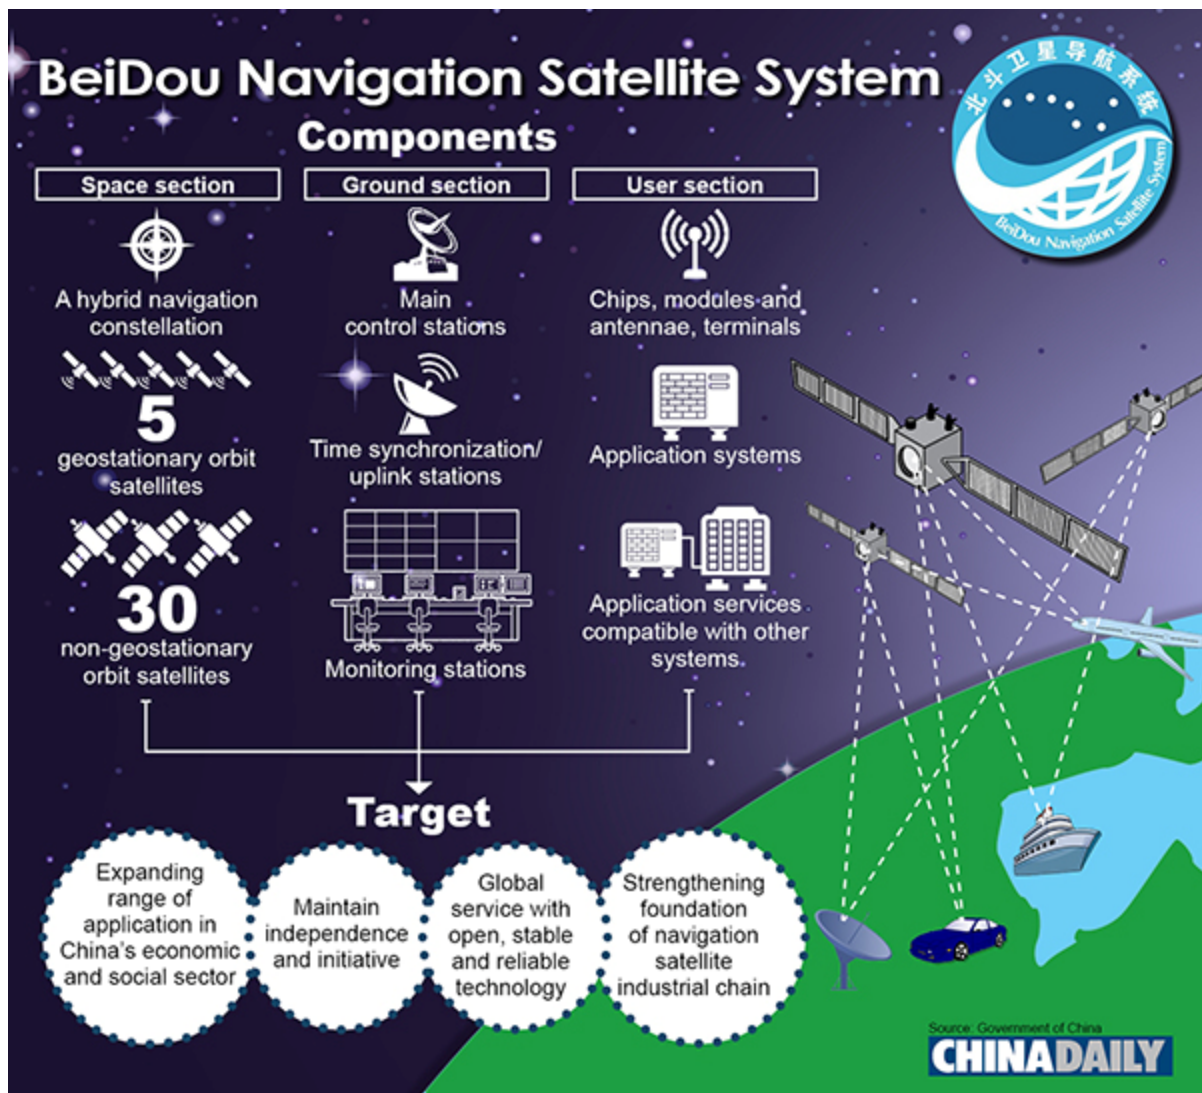 BeiDou Navigation Satellite System
北斗卫星导航系统
BeiDou Navigation Satellite System
Components
Space section
A hybrid navigation
constellation
5
geostationary orbit
satellites
30
non-geostationary
orbit satellites
Ground section
Main
control stations
Time synchronization/
uplink stations
Monitoring stations
User section
Chips, modules and
antennae, terminals
Application systems
Application services
compatible with other
systems
Target
Expanding
range of
application in
China's economic
and social sector
Maintain
independence
and initiative
Global
service with
open, stable
and reliable
technology
Strengthening
foundation
of navigation
satellite
industrial chain
Source: Government of China
CHINADAILY